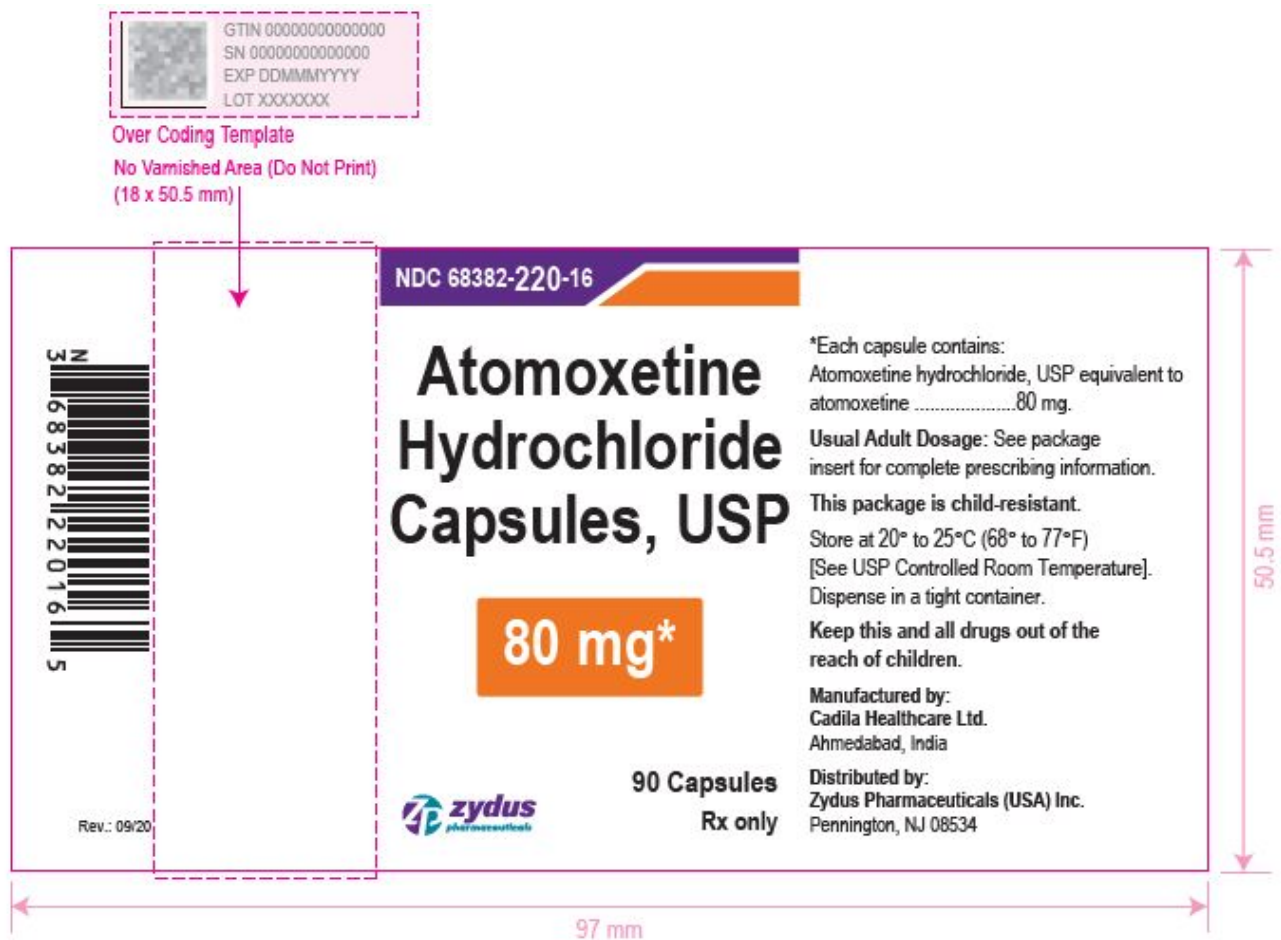 GTIN 00000000000000
SN 00000000000000
EXP DDMMMYYYY
LOT XXXXXXX
Over Coding Template
No Varnished Area (Do Not Print)
(18 x 50.5 mm)
N
3 68382 22016 5
Rev.: 09/20
NDC 68382-220-16
Atomoxetine
Hydrochloride
Capsules, USP
80 mg*
90 Capsules
Rx only
zydus
pharmaceuticals
*Each capsule contains:
Atomoxetine hydrochloride, USP equivalent to
atomoxetine .....................80 mg.
Usual Adult Dosage: See package
insert for complete prescribing information.
This package is child-resistant.
Store at 20° to 25°C (68° to 77°F)
[See USP Controlled Room Temperature].
Dispense in a tight container.
Keep this and all drugs out of the
reach of children.
Manufactured by:
Cadila Healthcare Ltd.
Ahmedabad, India
Distributed by:
Zydus Pharmaceuticals (USA) Inc.
Pennington, NJ 08534
50.5 mm
97 mm